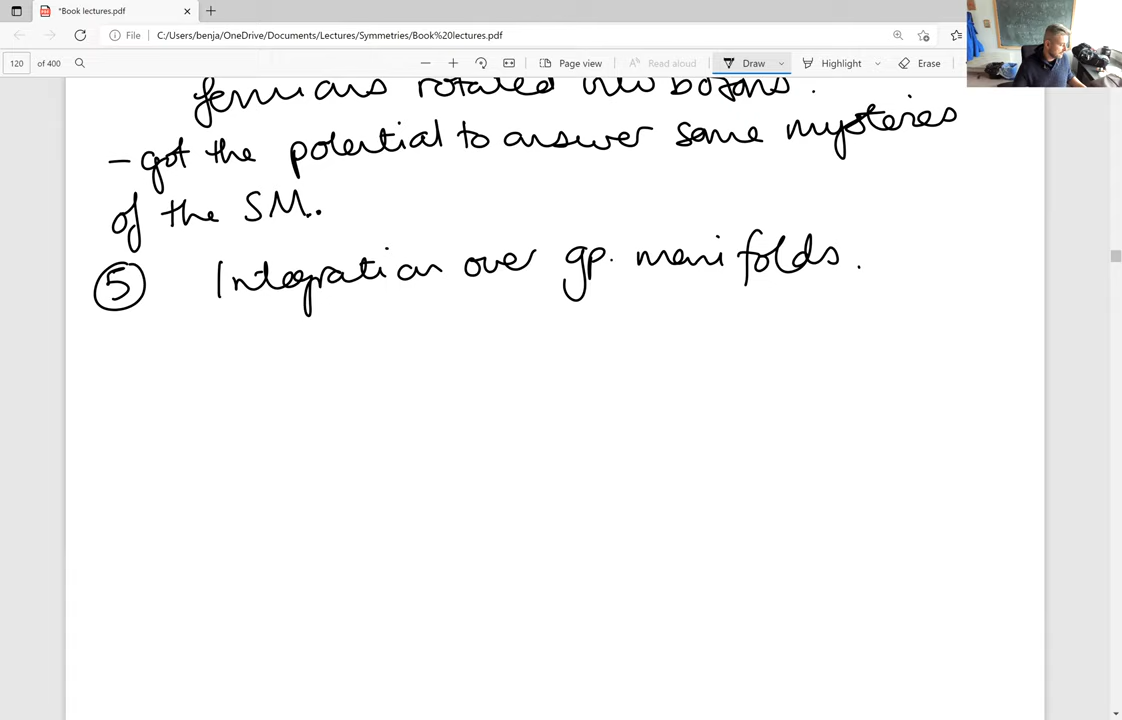 *Book lectures.pdf
File C:/Users/benja/OneDrive/Documents/Lectures/Symmetries/Book%20lectures.pdf
120 of 400 Page view Read aloud Draw Highlight Erase
fermions rotated into bosons.
- got the potential to answer some mysteries
of the SM.
5 Integration over gp. manifolds.